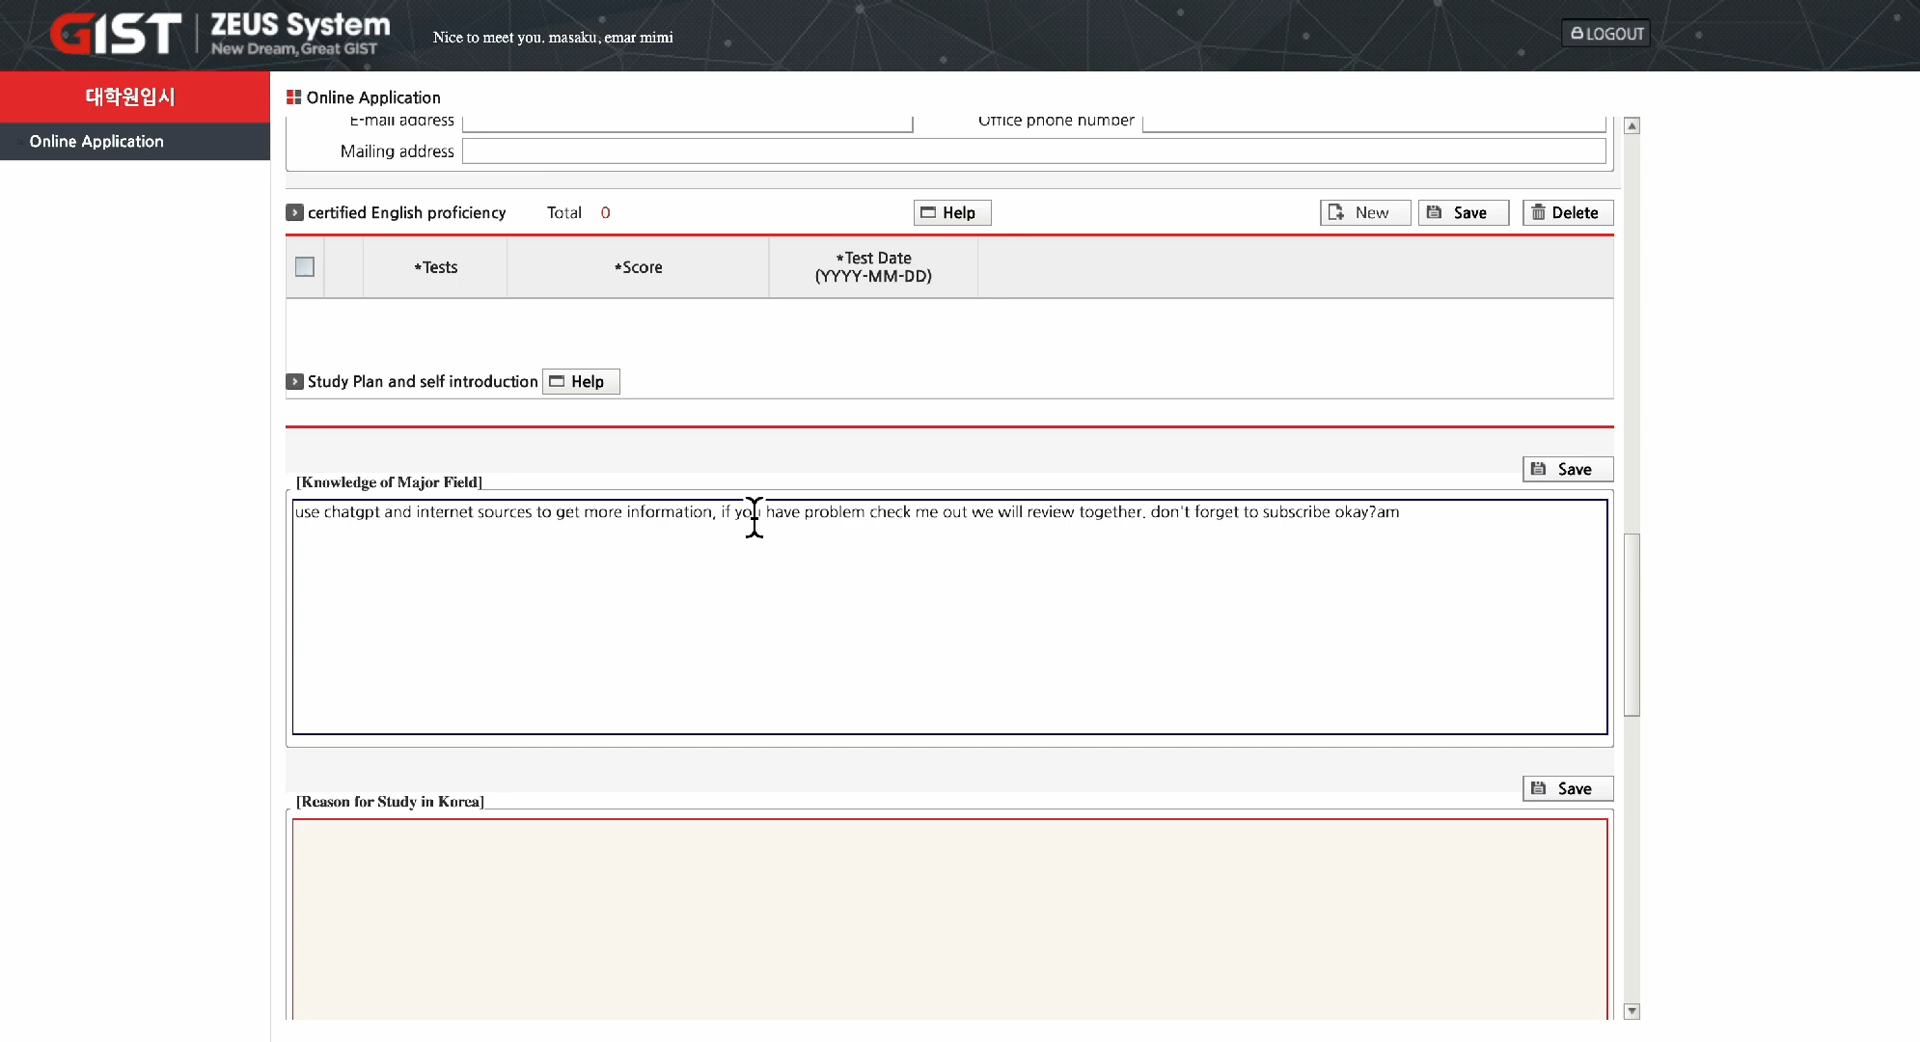 GIST
ZEUS System
New Dream, Great GIST
Nice to meet you. masaku, emar mimi
LOGOUT
대학원입시
Online Application
Online Application
E-mail address
Office phone number
Mailing address
certified English proficiency Total 0
Help
New
Save
Delete
*Tests
*Score
*Test Date
(YYYY-MM-DD)
Study Plan and self introduction
Help
Save
[Knowledge of Major Field]
use chatgpt and internet sources to get more information, if you have problem check me out we will review together. don't forget to subscribe okay?am
Save
[Reason for Study in Korea]